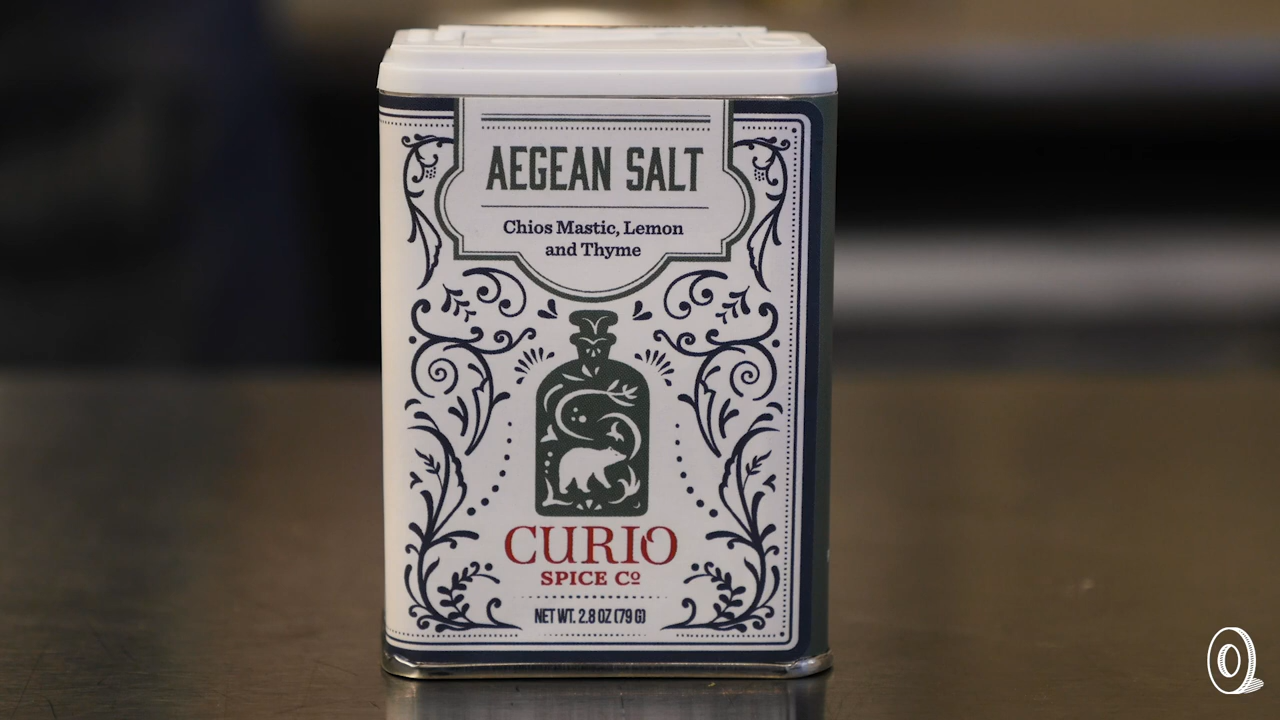 AEGEAN SALT
Chios Mastic, Lemon
and Thyme
CURIO
SPICE Cº
NET WT. 2.8 OZ (79 G)